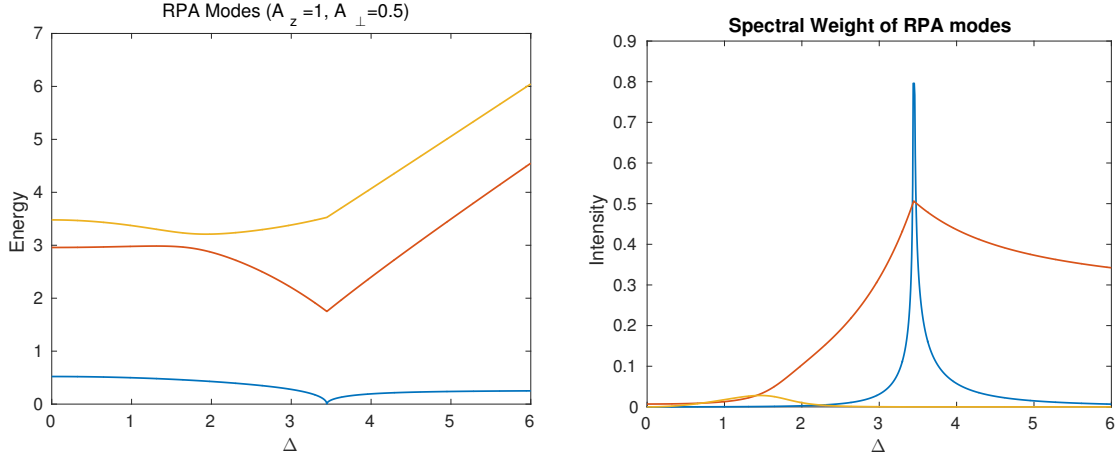 RPA Modes (A z =1, A ⊥ =0.5)
7
6
5
4
3
2
1
0
Energy
0 1 2 3 4 5 6
Δ
Spectral Weight of RPA modes
0.9
0.8
0.7
0.6
0.5
0.4
0.3
0.2
0.1
0
Intensity
0 1 2 3 4 5 6
Δ